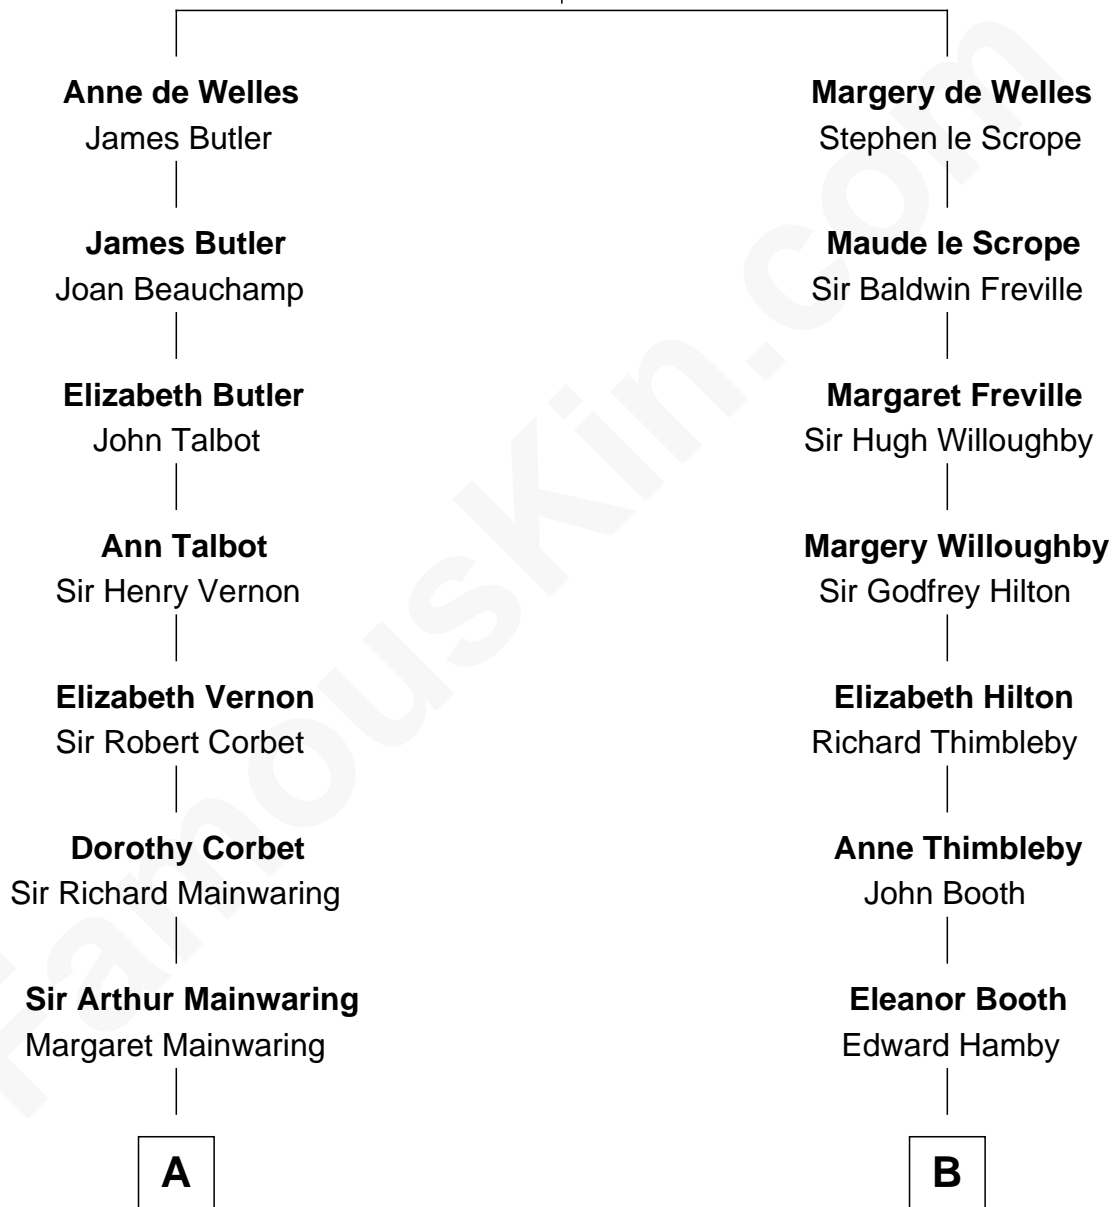 Anne de Welles
James Butler
James Butler
Joan Beauchamp
Elizabeth Butler
John Talbot
Ann Talbot
Sir Henry Vernon
Elizabeth Vernon
Sir Robert Corbet
Dorothy Corbet
Sir Richard Mainwaring
Sir Arthur Mainwaring
Margaret Mainwaring
A
Margery de Welles
Stephen le Scrope
Maude le Scrope
Sir Baldwin Freville
Margaret Freville
Sir Hugh Willoughby
Margery Willoughby
Sir Godfrey Hilton
Elizabeth Hilton
Richard Thimbleby
Anne Thimbleby
John Booth
Eleanor Booth
Edward Hamby
B
FamousKin.com